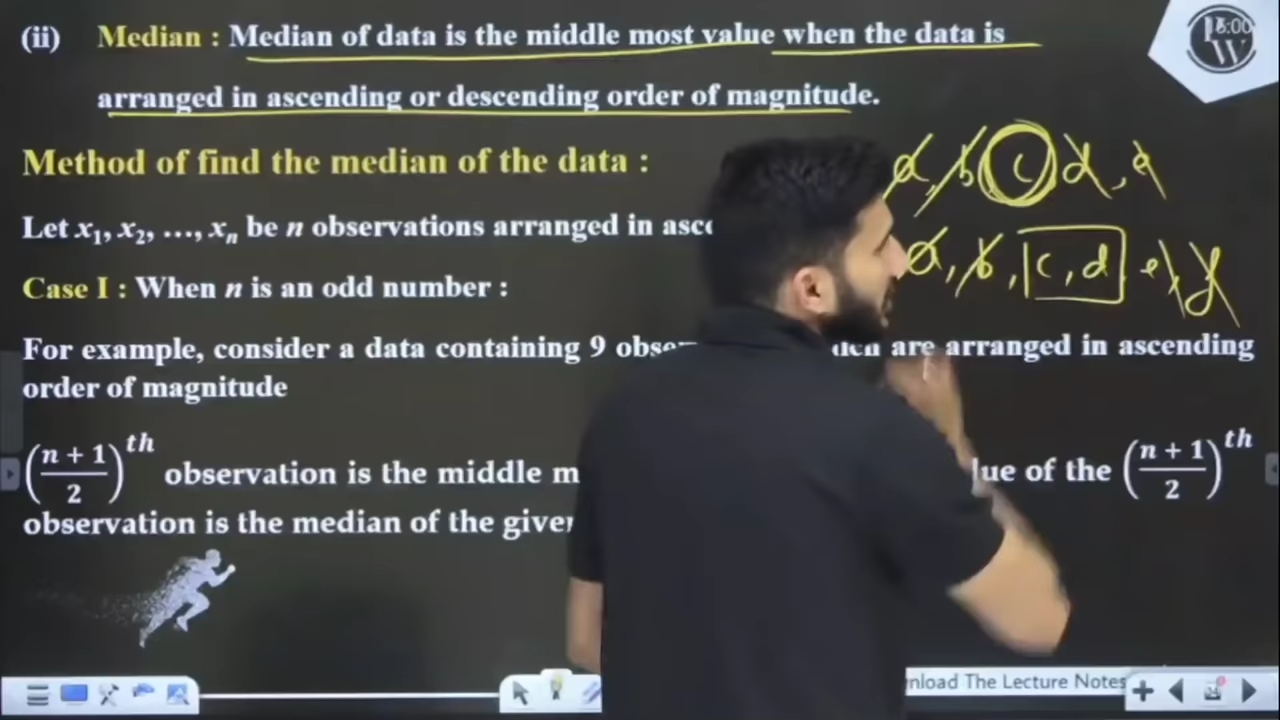 (ii) Median : Median of data is the middle most value when the data is
arranged in ascending or descending order of magnitude.
Method of find the median of the data :
a, b c d, e
Let x₁, x₂, …, xₙ be n observations arranged in asc
a, b, c, d, e,
Case I : When n is an odd number :
For example, consider a data containing 9 obse are arranged in ascending
order of magnitude
((n + 1)/2)ᵗʰ observation is the middle m lue of the ((n + 1)/2)ᵗʰ
observation is the median of the give
nload The Lecture Notes